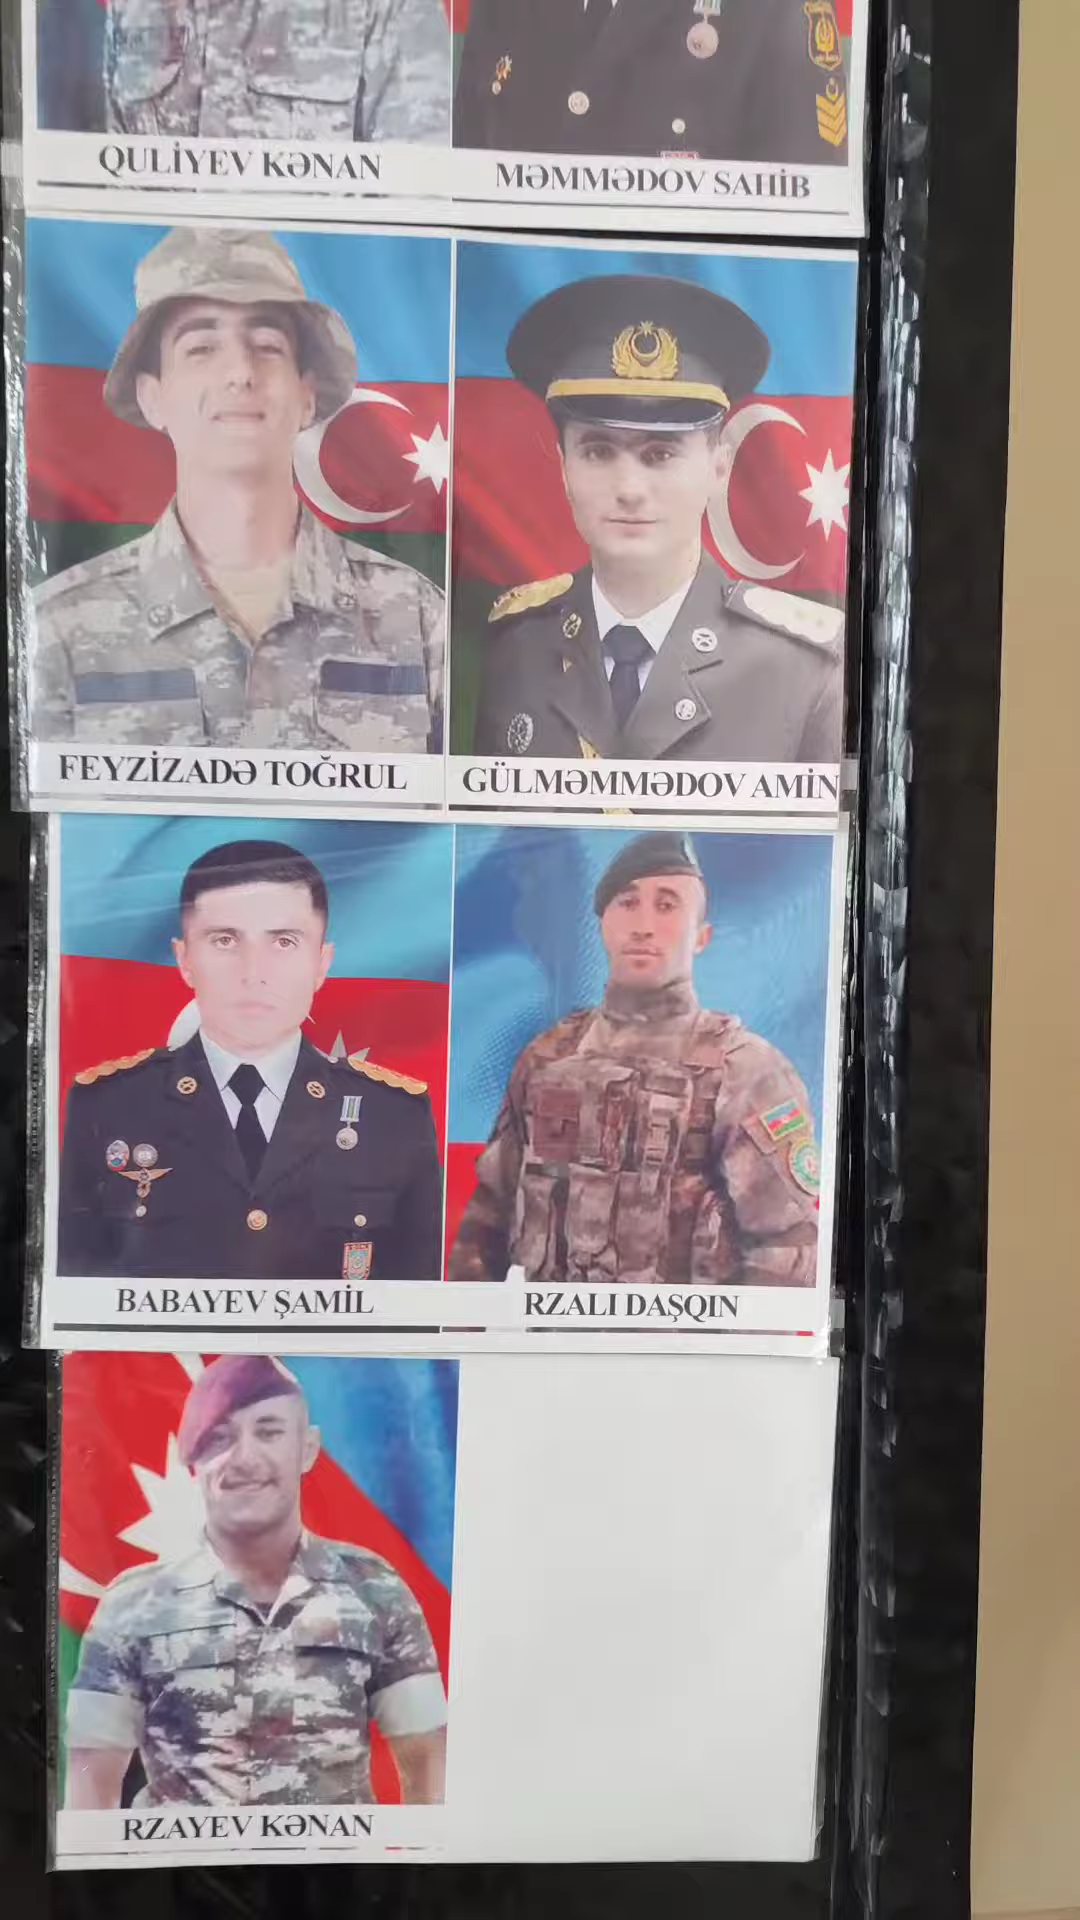 QULİYEV KƏNAN
MƏMMƏDOV SAHİB
FEYZİZADƏ TOĞRUL
GÜLMƏMMƏDOV AMİN
BABAYEV ŞAMİL
RZALI DAŞQIN
RZAYEV KƏNAN